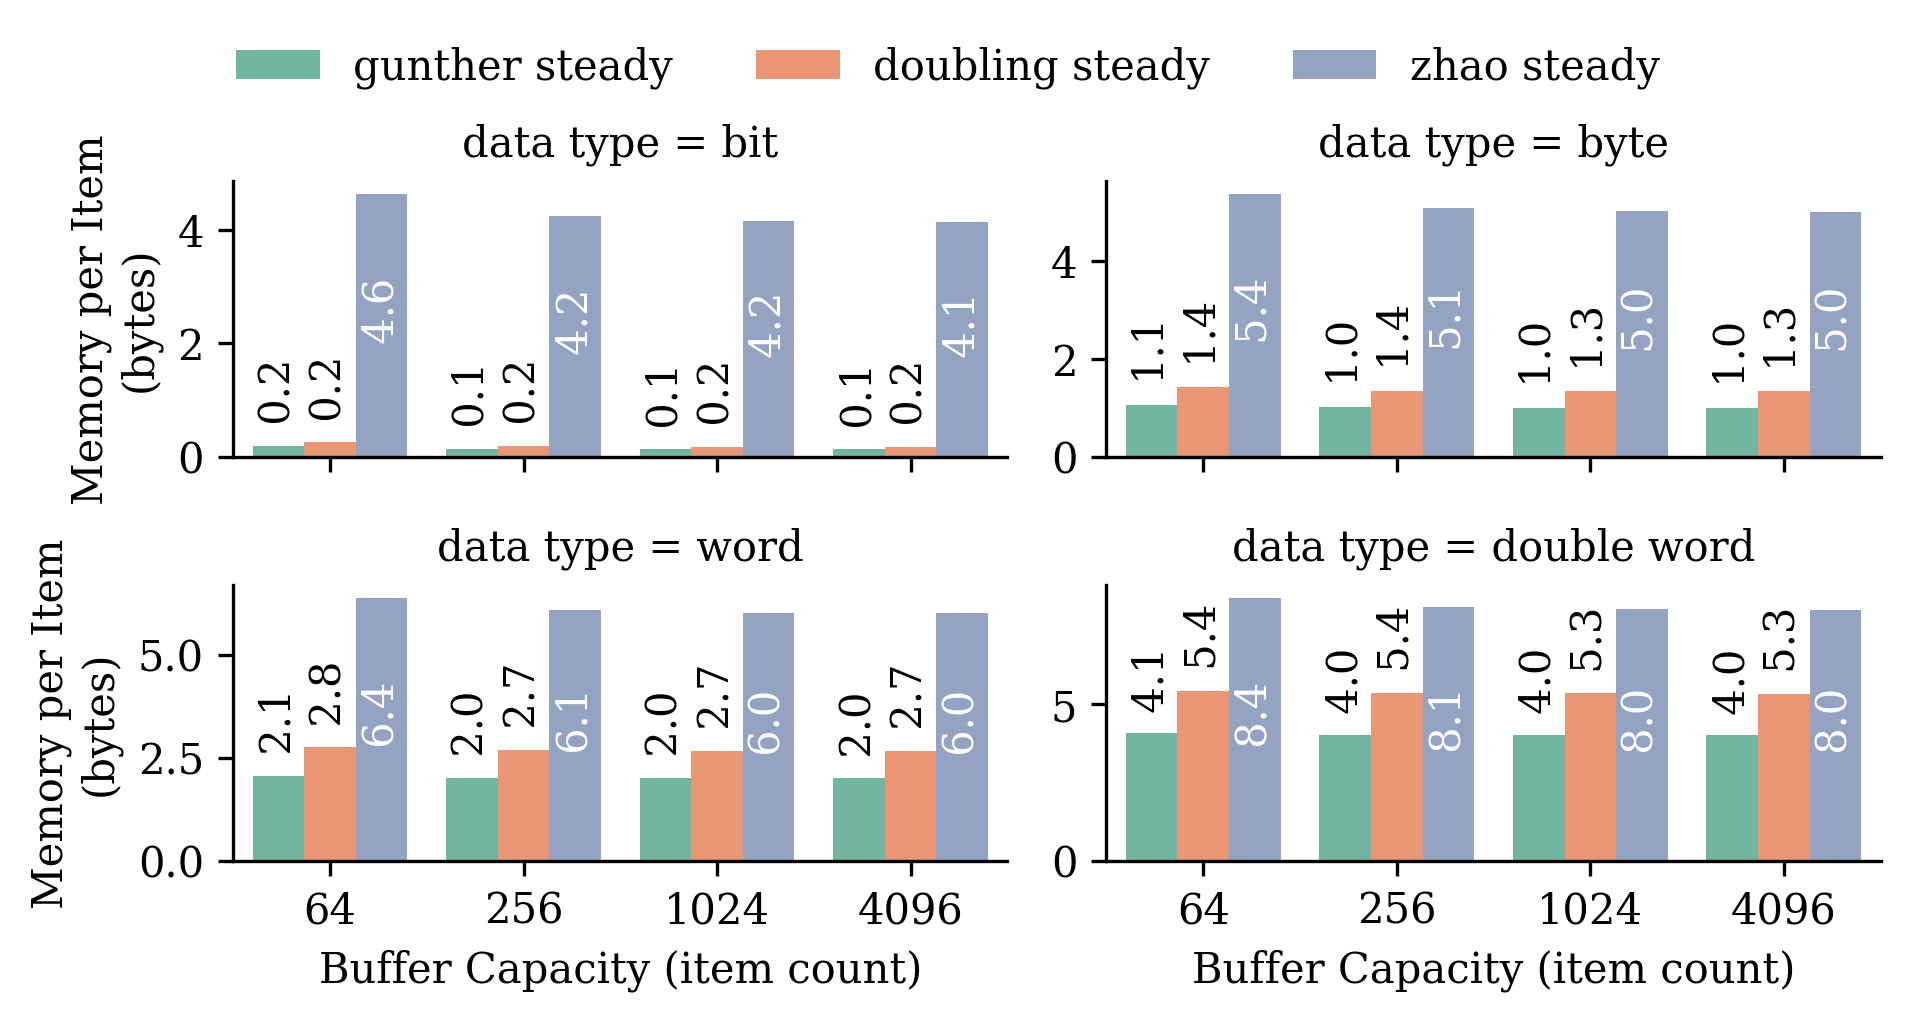 gunther steady doubling steady zhao steady
data type = bit
Memory per Item
(bytes)
4
2
0
0.2 0.2 4.6 0.1 0.2 4.2 0.1 0.2 4.2 0.1 0.2 4.1
data type = byte
4
2
0
1.1 1.4 5.4 1.0 1.4 5.1 1.0 1.3 5.0 1.0 1.3 5.0
data type = word
Memory per Item
(bytes)
5.0
2.5
0.0
2.1 2.8 6.4 2.0 2.7 6.1 2.0 2.7 6.0 2.0 2.7 6.0
64 256 1024 4096
Buffer Capacity (item count)
data type = double word
5
0
4.1 5.4 8.4 4.0 5.4 8.1 4.0 5.3 8.0 4.0 5.3 8.0
64 256 1024 4096
Buffer Capacity (item count)